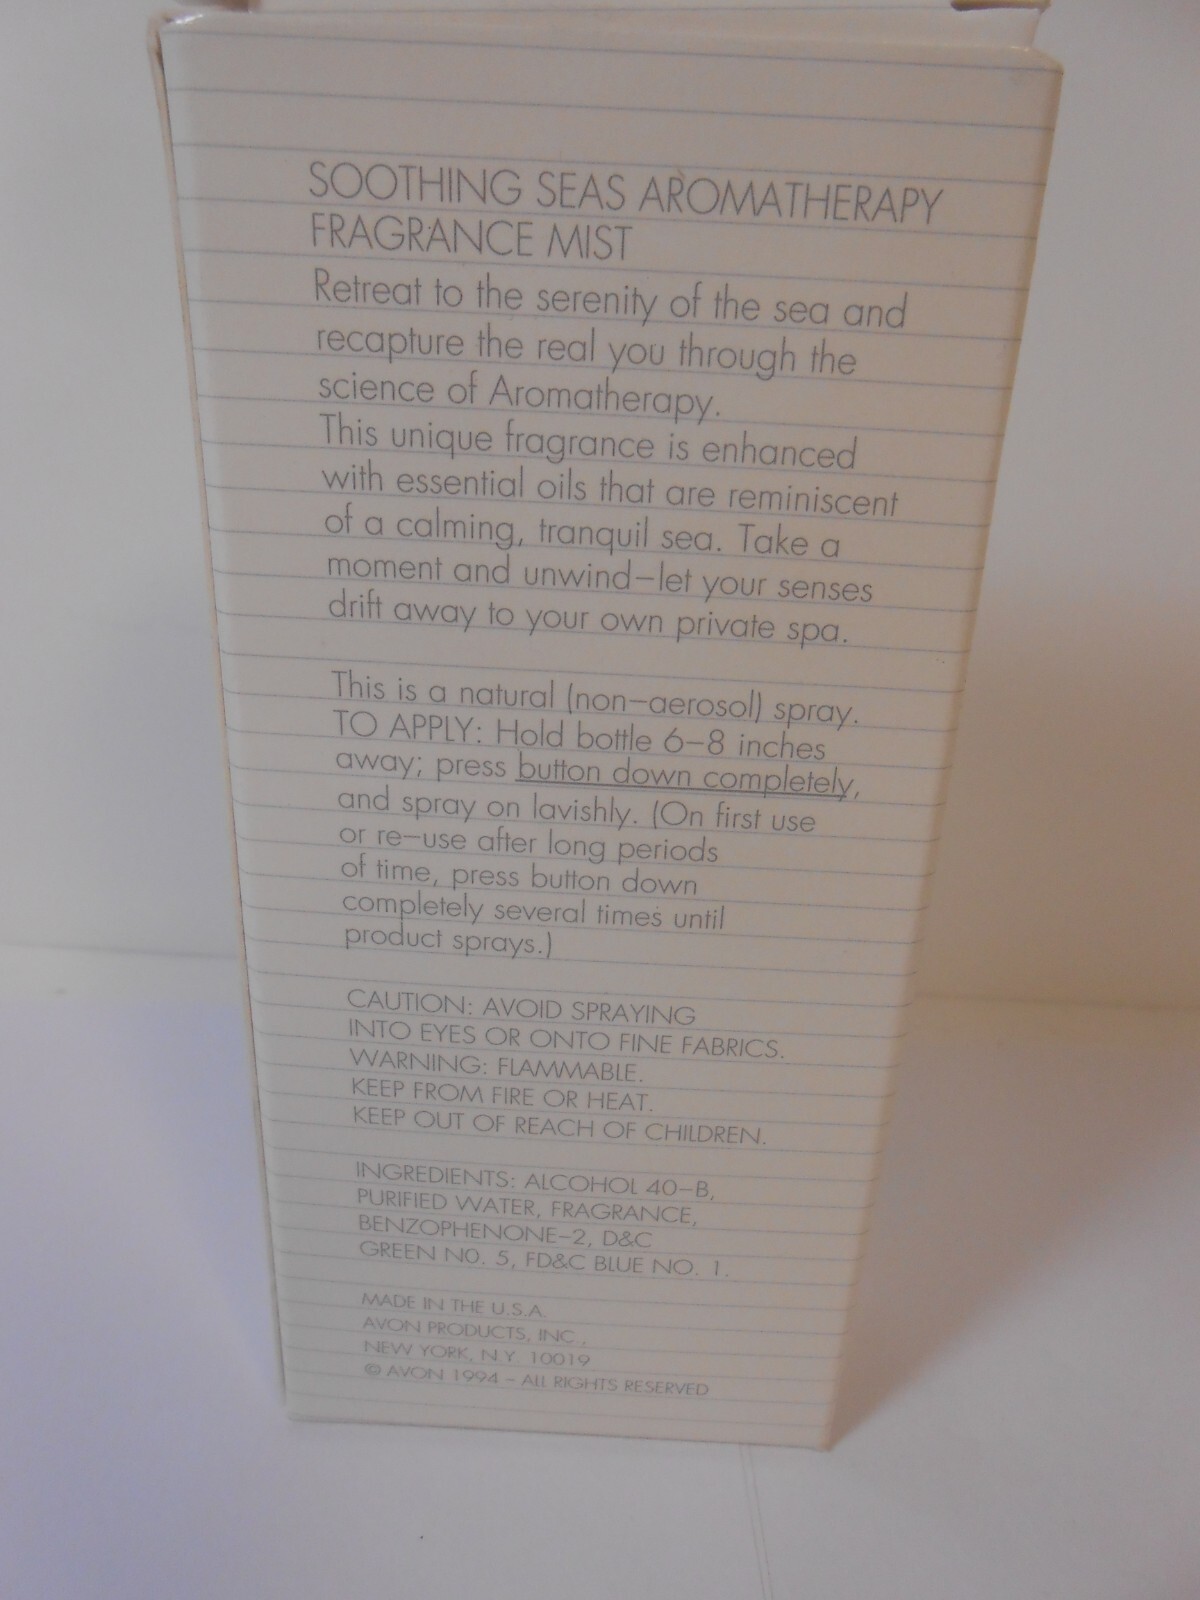 SOOTHING SEAS AROMATHERAPY
FRAGRANCE MIST
Retreat to the serenity of the sea and
recapture the real you through the
science of Aromatherapy.
This unique fragrance is enhanced
with essential oils that are reminiscent
of a calming, tranquil sea. Take a
moment and unwind–let your senses
drift away to your own private spa.
This is a natural (non–aerosol) spray.
TO APPLY: Hold bottle 6–8 inches
away; press button down completely,
and spray on lavishly. (On first use
or re–use after long periods
of time, press button down
completely several times until
product sprays.)
CAUTION: AVOID SPRAYING
INTO EYES OR ONTO FINE FABRICS.
WARNING: FLAMMABLE.
KEEP FROM FIRE OR HEAT.
KEEP OUT OF REACH OF CHILDREN.
INGREDIENTS: ALCOHOL 40–B,
PURIFIED WATER, FRAGRANCE,
BENZOPHENONE–2, D&C
GREEN NO. 5, FD&C BLUE NO. 1.
MADE IN THE U.S.A.
AVON PRODUCTS, INC.,
NEW YORK, N.Y. 10019
© AVON 1994 – ALL RIGHTS RESERVED